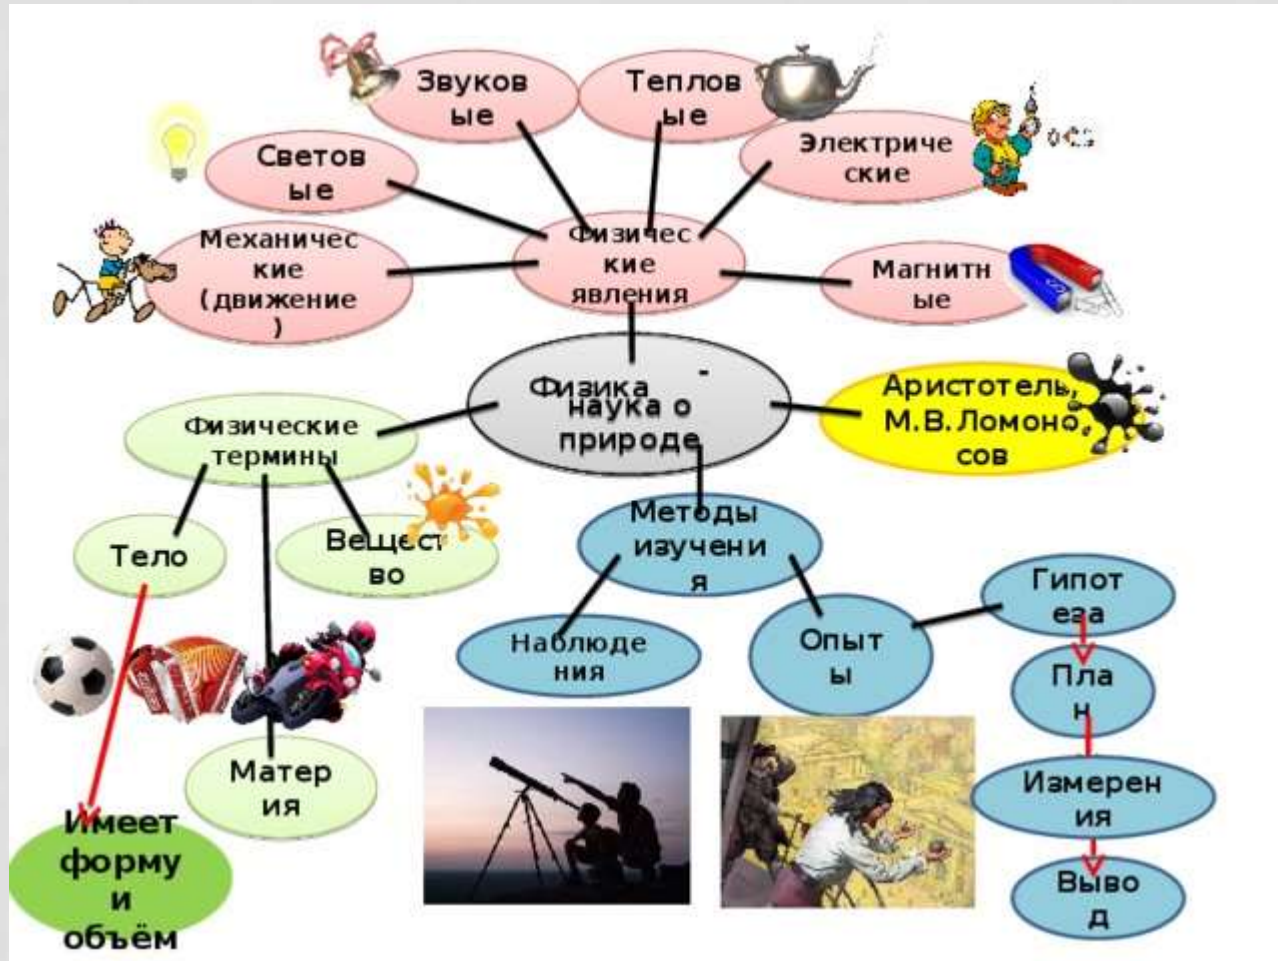 Звуков
ые
Теплов
ые
Светов
ые
Электриче
ские
Механичес
кие
(движение
)
Физичес
кие
явления
Магнитн
ые
Физика -
наука о
природе
Аристотель,
М.В.Ломоно
сов
Физические
термины
Тело
Вещест
во
Матер
ия
Имеет
форму
и
объём
Методы
изучени
я
Наблюде
ния
Опыт
ы
Гипот
еза
Пла
н
Измерен
ия
Выво
д